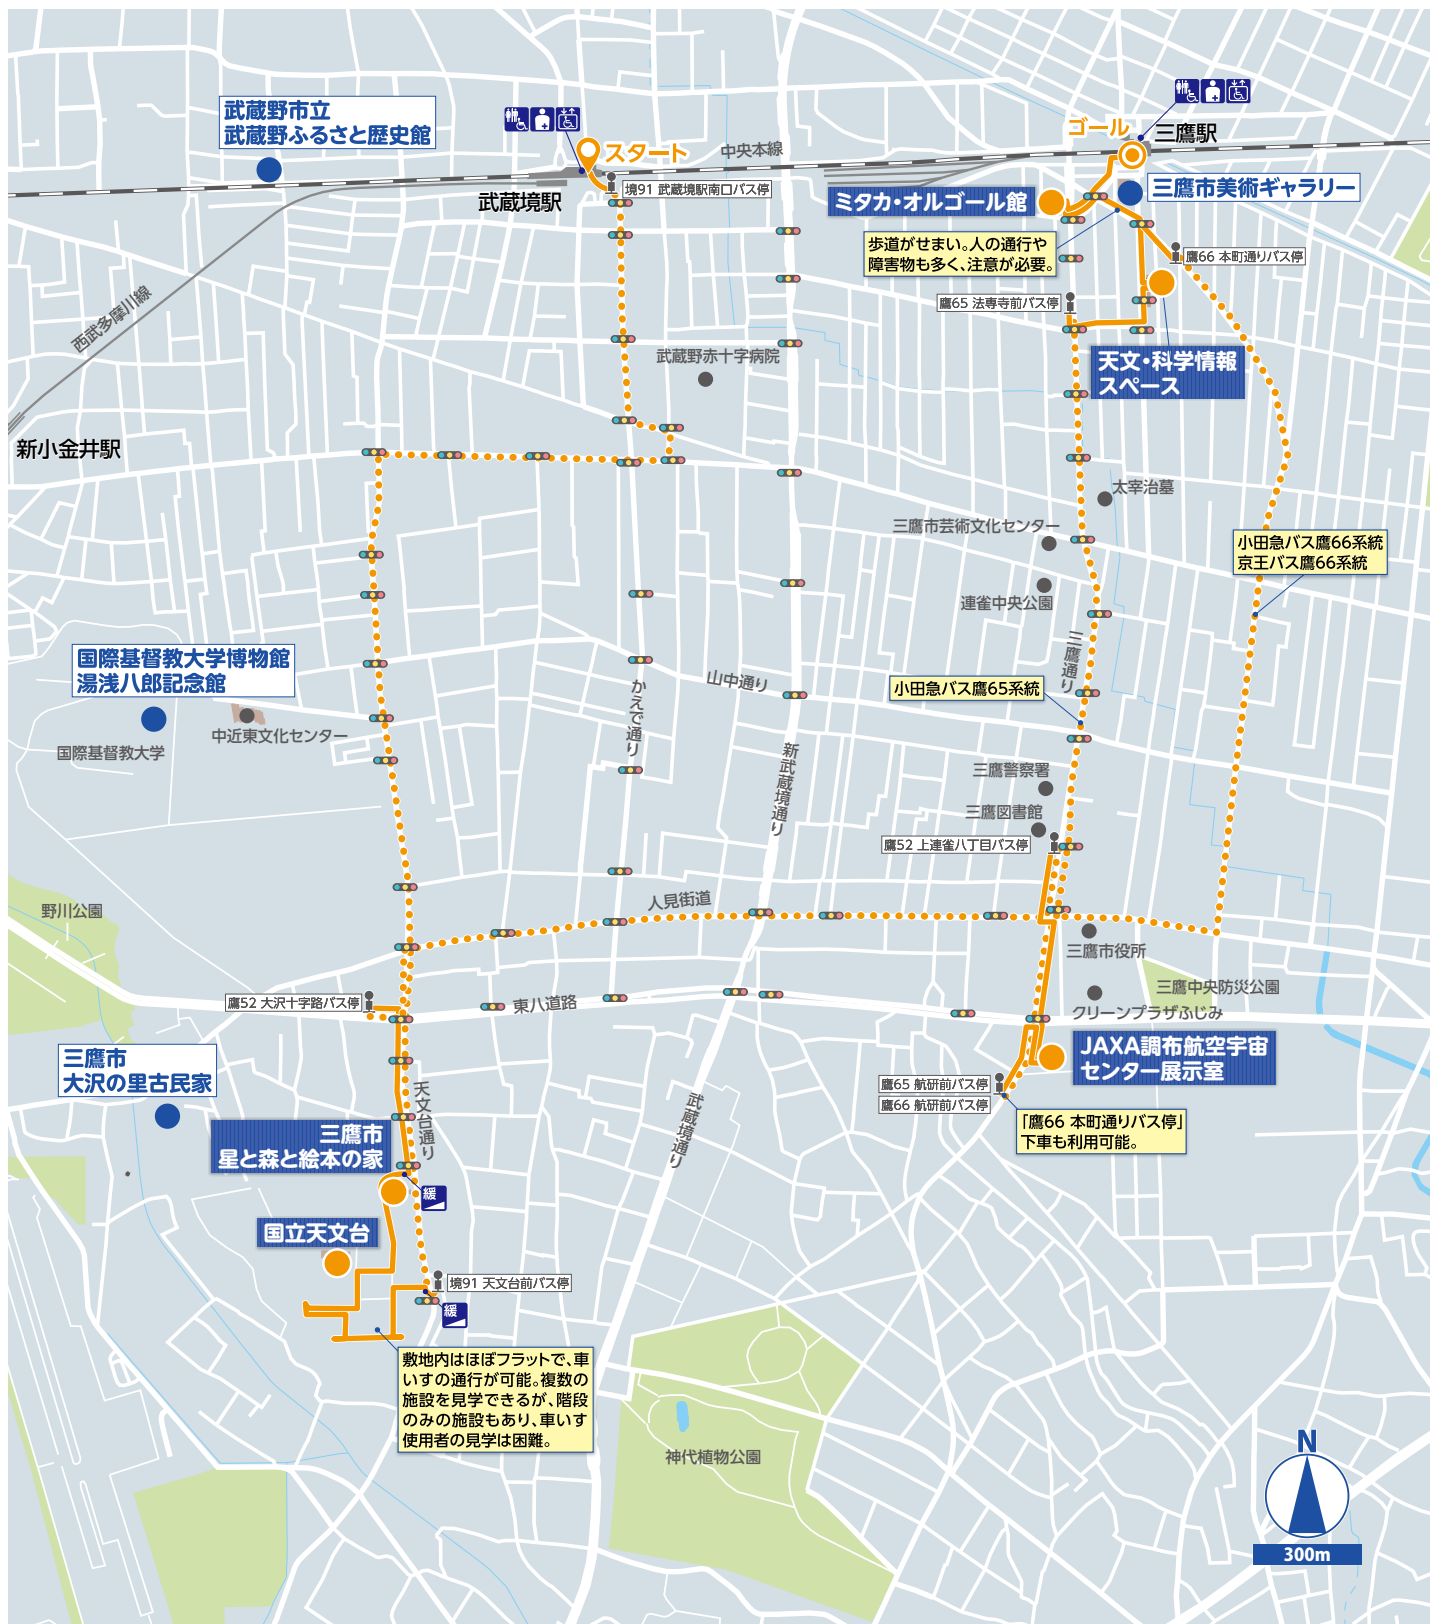 武蔵野市立
武蔵野ふるさと歴史館
スタート
中央本線
ゴール
三鷹駅
武蔵境駅
境91 武蔵境駅南口バス停
ミタカ・オルゴール館
三鷹市美術ギャラリー
歩道がせまい。人の通行や
障害物も多く、注意が必要。
鷹66 本町通りバス停
鷹65 法専寺前バス停
西武多摩川線
武蔵野赤十字病院
天文・科学情報
スペース
新小金井駅
太宰治墓
三鷹市芸術文化センター
小田急バス鷹66系統
京王バス鷹66系統
連雀中央公園
三鷹通り
国際基督教大学博物館
湯浅八郎記念館
山中通り
かえで通り
小田急バス鷹65系統
中近東文化センター
国際基督教大学
新武蔵境通り
三鷹警察署
三鷹図書館
鷹52 上連雀八丁目バス停
人見街道
野川公園
三鷹市役所
三鷹中央防災公園
クリーンプラザふじみ
鷹52 大沢十字路バス停
東八道路
三鷹市
大沢の里古民家
JAXA調布航空宇宙
センター展示室
鷹65 航研前バス停
鷹66 航研前バス停
「鷹66 本町通りバス停」
下車も利用可能。
天文台通り
武蔵境通り
三鷹市
星と森と絵本の家
緩
国立天文台
境91 天文台前バス停
緩
敷地内はほぼフラットで、車
いすの通行が可能。複数の
施設を見学できるが、階段
のみの施設もあり、車いす
使用者の見学は困難。
神代植物公園
N
300m